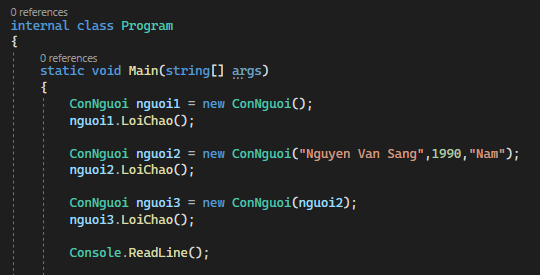 0 references
internal class Program
{
0 references
static void Main(string[] args)
{
ConNguoi nguoi1 = new ConNguoi();
nguoi1.LoiChao();
ConNguoi nguoi2 = new ConNguoi("Nguyen Van Sang",1990,"Nam");
nguoi2.LoiChao();
ConNguoi nguoi3 = new ConNguoi(nguoi2);
nguoi3.LoiChao();
Console.ReadLine();